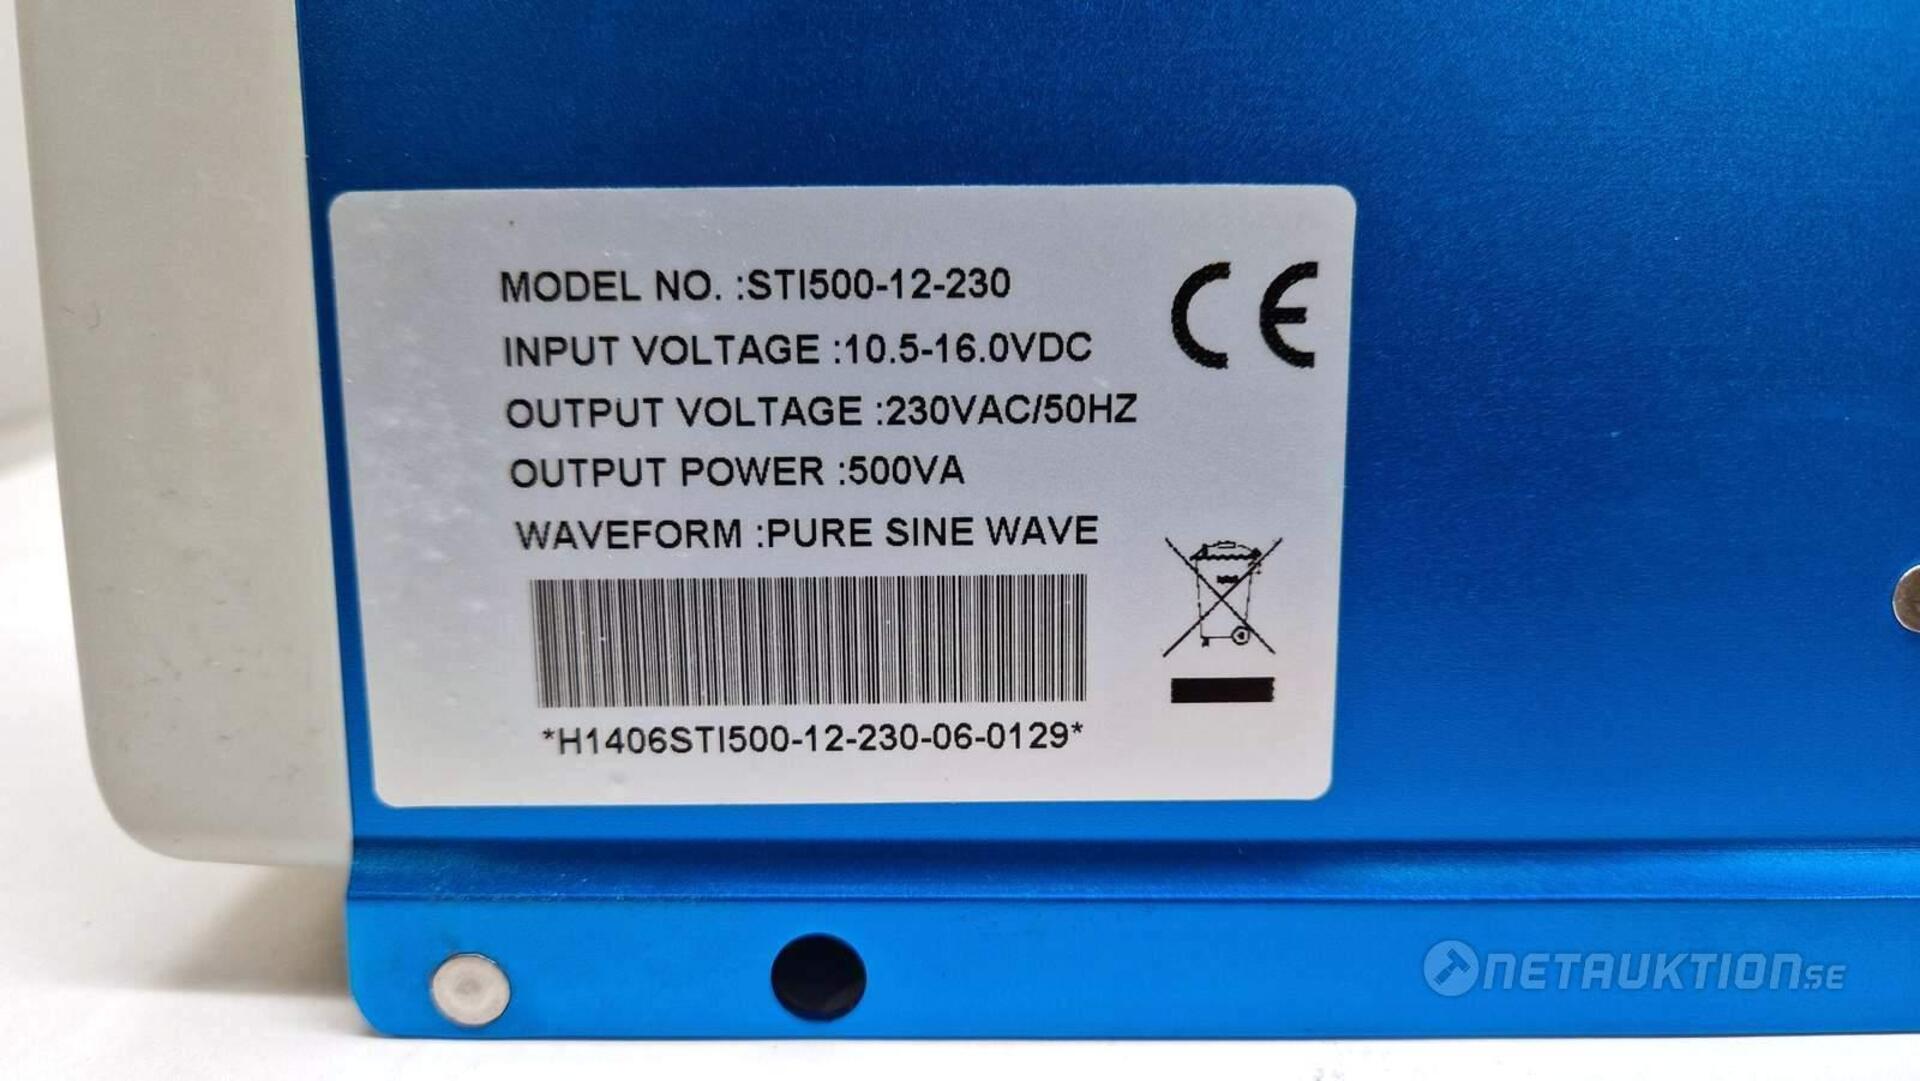 MODEL NO. :STI500-12-230
CE
INPUT VOLTAGE :10.5-16.0VDC
OUTPUT VOLTAGE :230VAC/50HZ
OUTPUT POWER :500VA
WAVEFORM :PURE SINE WAVE
*H1406STI500-12-230-06-0129*
NETAUKTION.SE